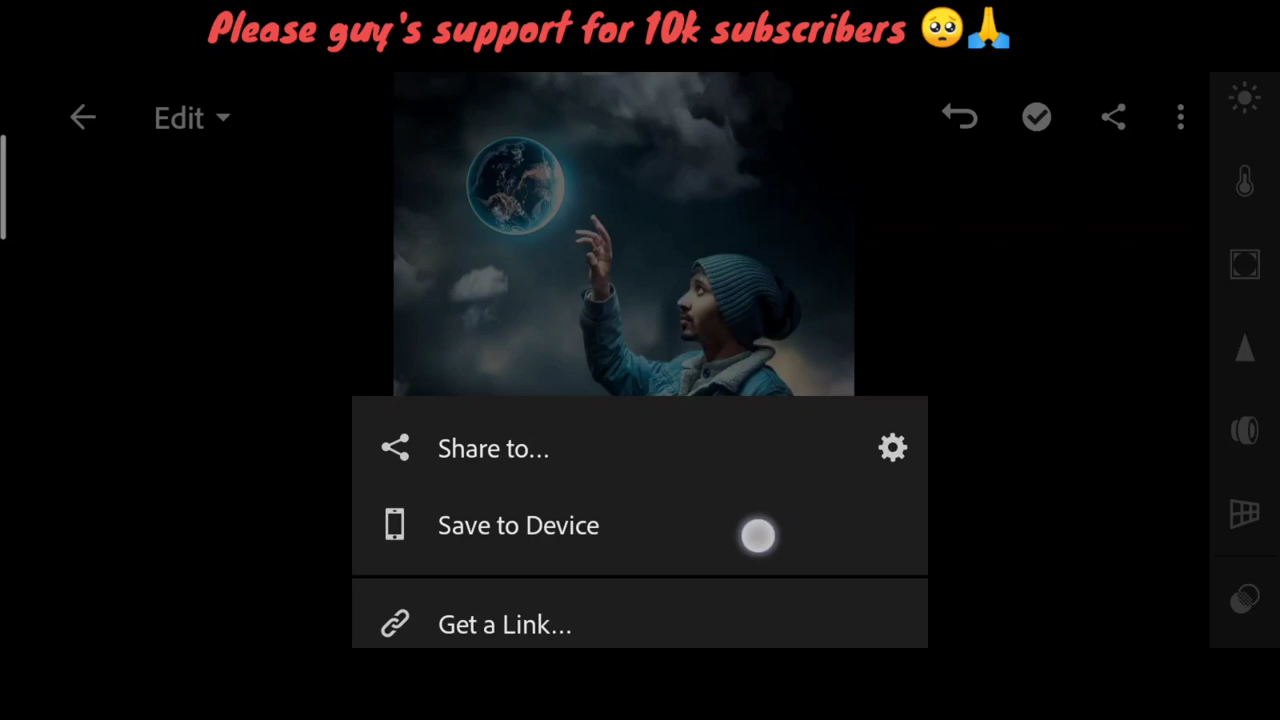 Please guy's support for 10k subscribers 🥺🙏
Edit
Share to...
Save to Device
Get a Link...